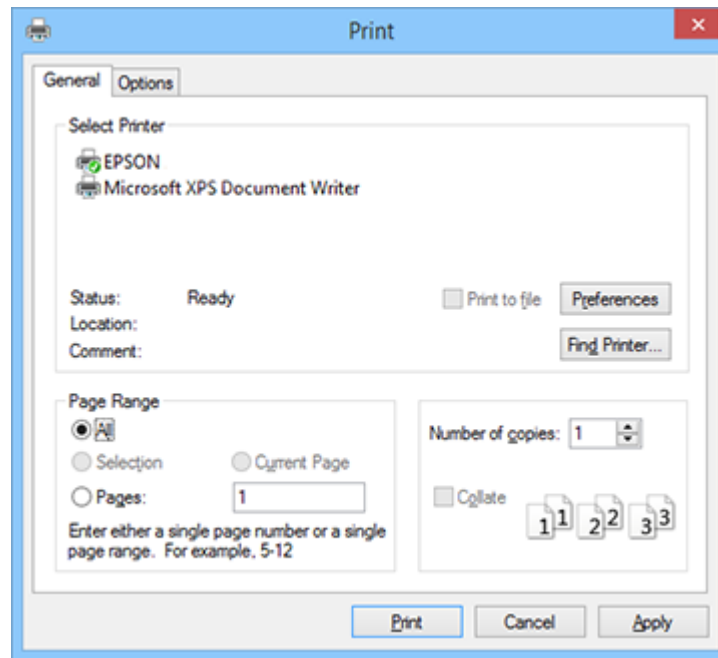 Print
General Options
Select Printer
EPSON
Microsoft XPS Document Writer
Status: Ready
Print to file
Preferences
Location:
Comment:
Find Printer...
Page Range
All
Selection
Current Page
Pages: 1
Enter either a single page number or a single
page range. For example, 5-12
Number of copies: 1
Collate
1 1 2 2 3 3
Print Cancel Apply